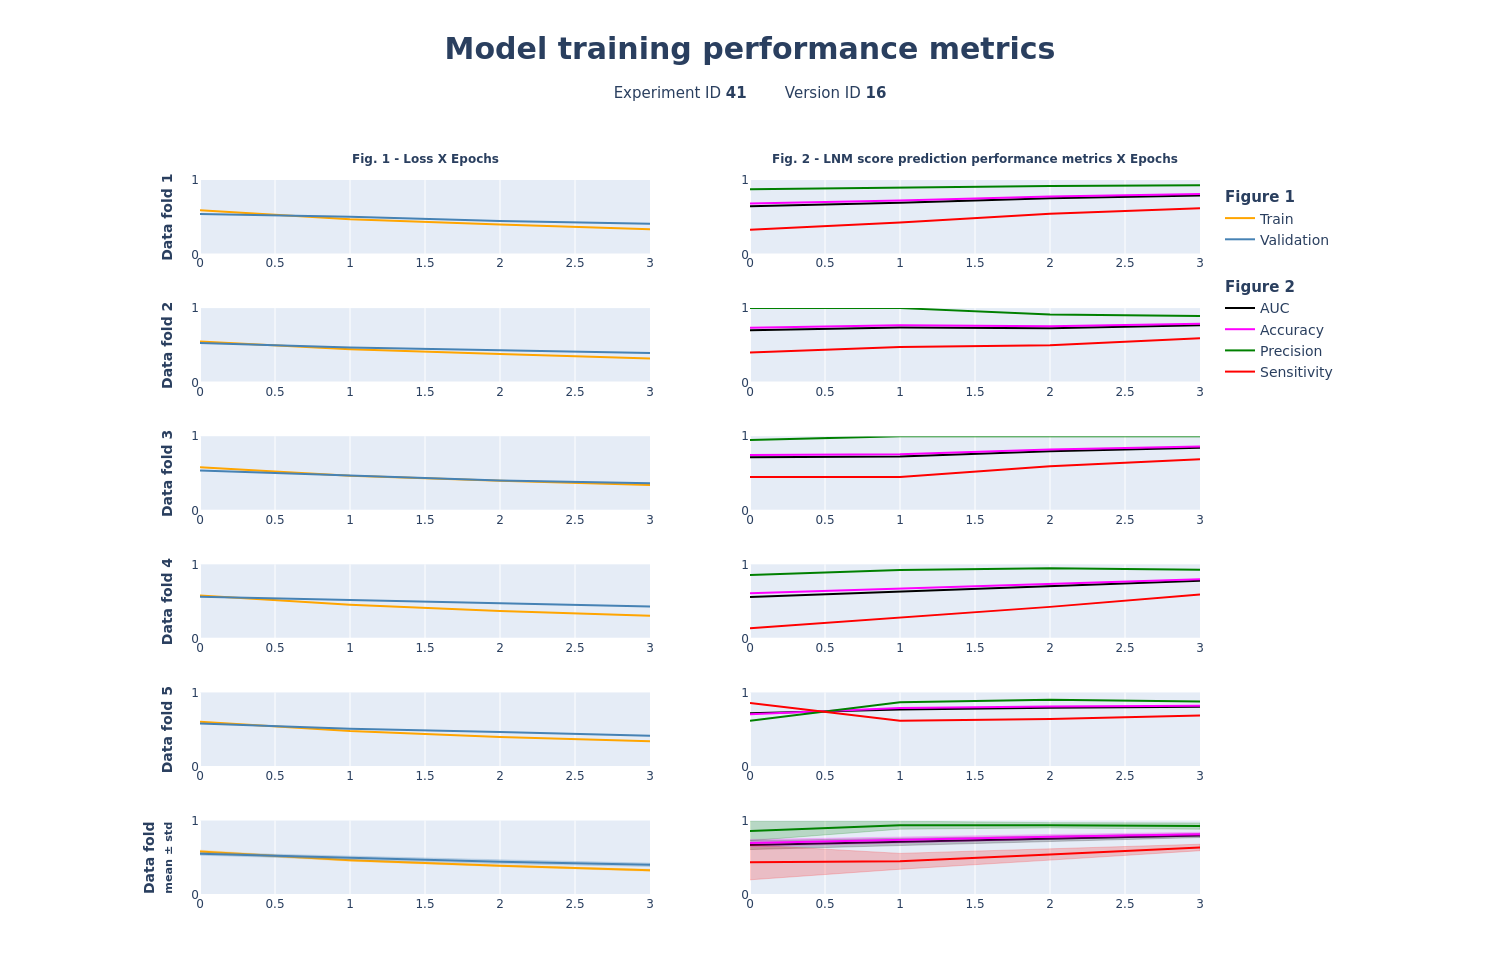 Model training performance metrics
Experiment ID 41 Version ID 16
Fig. 1 - Loss X Epochs
Fig. 2 - LNM score prediction performance metrics X Epochs
Data fold 1
1
0
0 0.5 1 1.5 2 2.5 3
1
0
0 0.5 1 1.5 2 2.5 3
Data fold 2
1
0
0 0.5 1 1.5 2 2.5 3
1
0
0 0.5 1 1.5 2 2.5 3
Data fold 3
1
0
0 0.5 1 1.5 2 2.5 3
1
0
0 0.5 1 1.5 2 2.5 3
Data fold 4
1
0
0 0.5 1 1.5 2 2.5 3
1
0
0 0.5 1 1.5 2 2.5 3
Data fold 5
1
0
0 0.5 1 1.5 2 2.5 3
1
0
0 0.5 1 1.5 2 2.5 3
Data fold
mean ± std
1
0
0 0.5 1 1.5 2 2.5 3
1
0
0 0.5 1 1.5 2 2.5 3
Figure 1
Train
Validation
Figure 2
AUC
Accuracy
Precision
Sensitivity